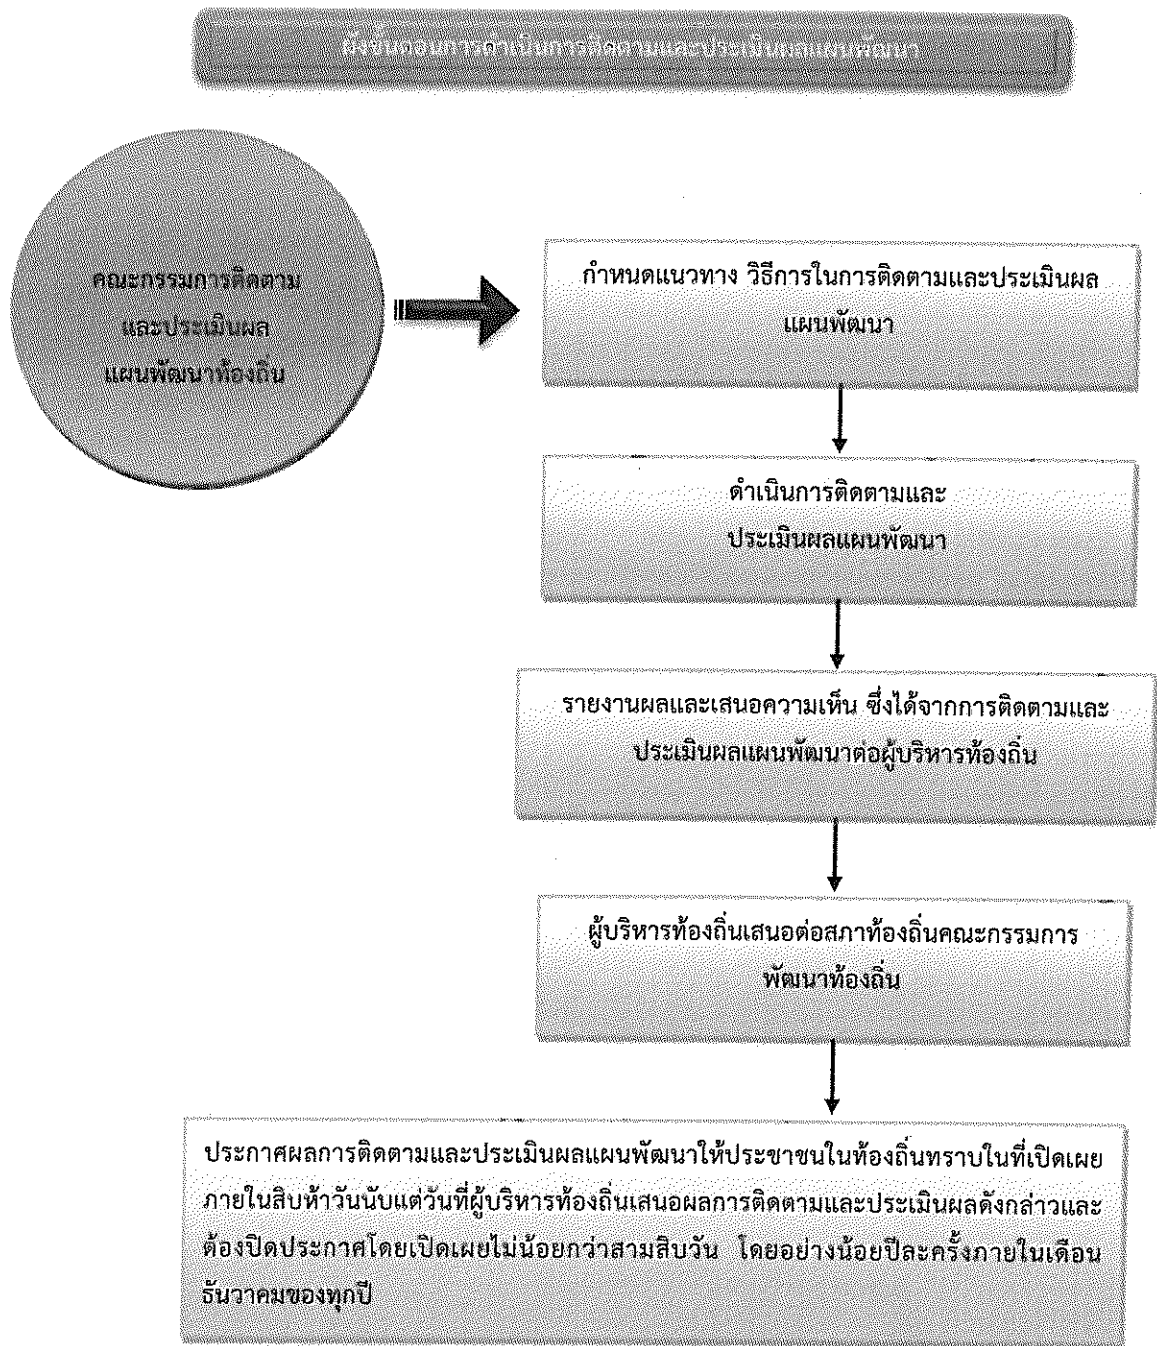 ผังขั้นตอนการดำเนินการติดตามและประเมินผลแผนพัฒนา
คณะกรรมการติดตาม
และประเมินผล
แผนพัฒนาท้องถิ่น
กำหนดแนวทาง วิธีการในการติดตามและประเมินผล
แผนพัฒนา
ดำเนินการติดตามและ
ประเมินผลแผนพัฒนา
รายงานผลและเสนอความเห็น ซึ่งได้จากการติดตามและ
ประเมินผลแผนพัฒนาต่อผู้บริหารท้องถิ่น
ผู้บริหารท้องถิ่นเสนอต่อสภาท้องถิ่นคณะกรรมการ
พัฒนาท้องถิ่น
ประกาศผลการติดตามและประเมินผลแผนพัฒนาให้ประชาชนในท้องถิ่นทราบในที่เปิดเผย
ภายในสิบห้าวันนับแต่วันที่ผู้บริหารท้องถิ่นเสนอผลการติดตามและประเมินผลดังกล่าวและ
ต้องปิดประกาศโดยเปิดเผยไม่น้อยกว่าสามสิบวัน โดยอย่างน้อยปีละครั้งภายในเดือน
ธันวาคมของทุกปี